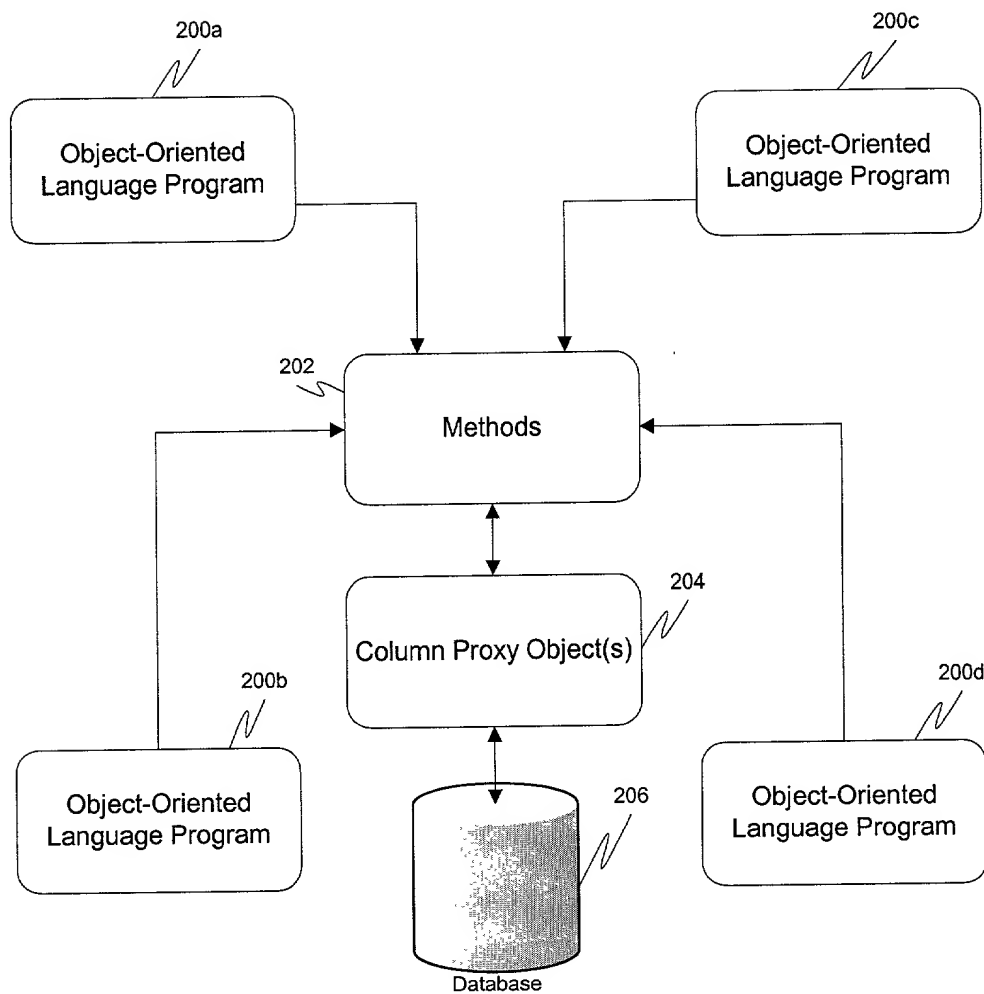 200a
200c
Object-Oriented
Language Program
Object-Oriented
Language Program
202
Methods
204
Column Proxy Object(s)
200b
200d
Object-Oriented
Language Program
206
Object-Oriented
Language Program
Database